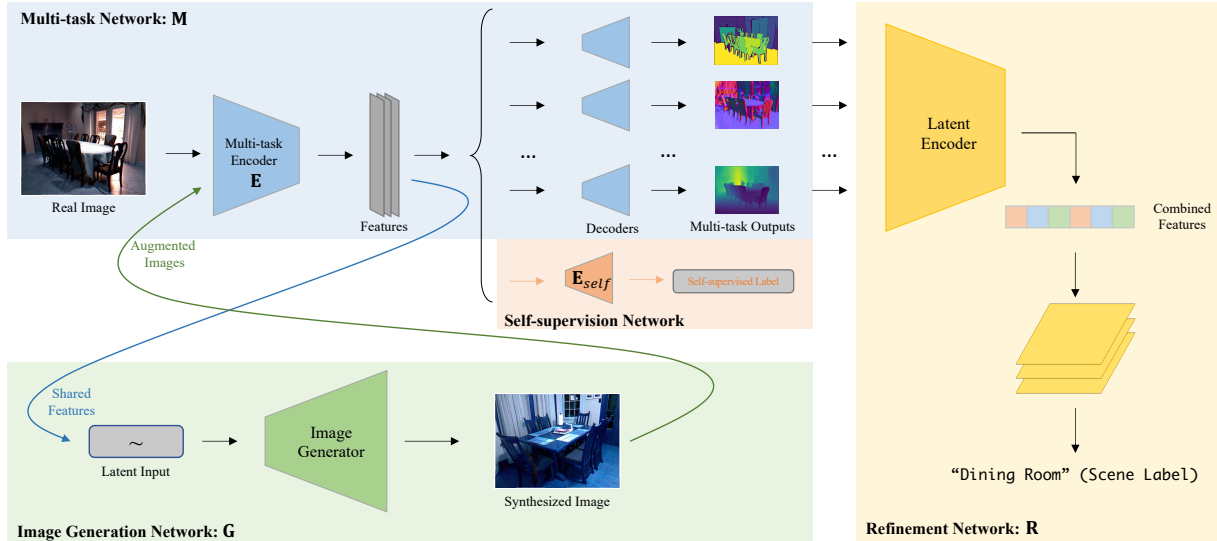 Multi-task Network: M
Real Image
Multi-task
Encoder
E
Features
...
...
...
...
Decoders
Multi-task Outputs
E_self
Self-supervised Label
Self-supervision Network
Augmented
Images
Shared
Features
~
Latent Input
Image
Generator
Synthesized Image
Image Generation Network: G
Latent
Encoder
Combined
Features
“Dining Room” (Scene Label)
Refinement Network: R